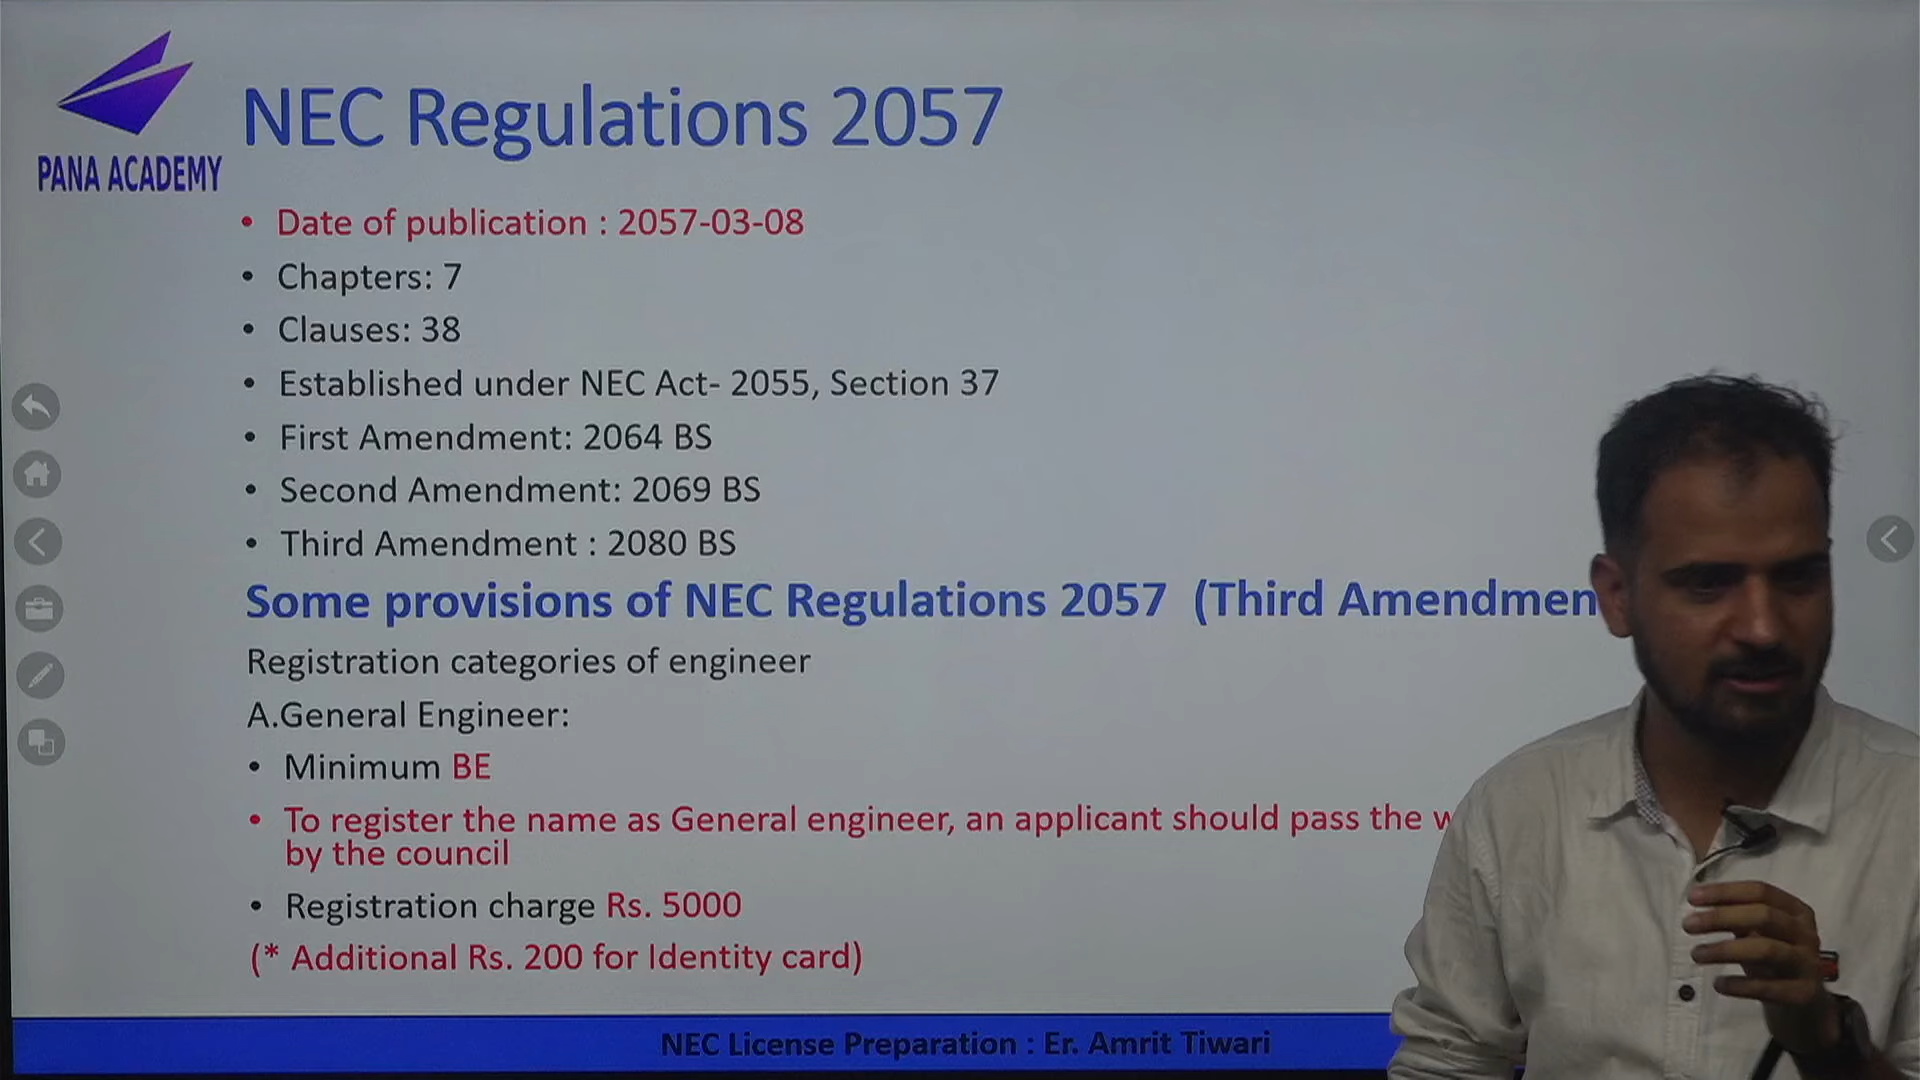 PANA ACADEMY
NEC Regulations 2057
• Date of publication : 2057-03-08
• Chapters: 7
• Clauses: 38
• Established under NEC Act- 2055, Section 37
• First Amendment: 2064 BS
• Second Amendment: 2069 BS
• Third Amendment : 2080 BS
Some provisions of NEC Regulations 2057 (Third Amendmen
Registration categories of engineer
A.General Engineer:
• Minimum BE
• To register the name as General engineer, an applicant should pass the
by the council
• Registration charge Rs. 5000
(* Additional Rs. 200 for Identity card)
NEC License Preparation : Er. Amrit Tiwari